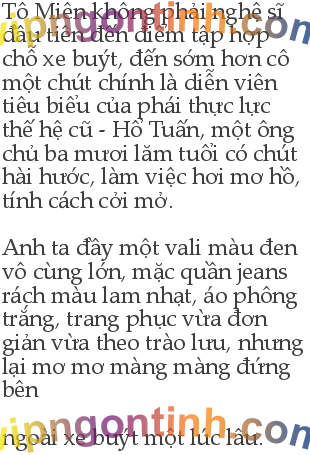 Tô Miên không phải nghệ sĩ
đầu tiên đến điểm tập hợp
chỗ xe buýt, đến sớm hơn cô
một chút chính là diễn viên
tiêu biểu của phái thực lực
thế hệ cũ - Hồ Tuấn, một ông
chủ ba mươi lăm tuổi có chút
hài hước, làm việc hơi mơ hồ,
tính cách cởi mở.
Anh ta đẩy một vali màu đen
vô cùng lớn, mặc quần jeans
rách màu lam nhạt, áo phông
trắng, trang phục vừa đơn
giản vừa theo trào lưu, nhưng
lại mơ mơ màng màng đứng
bên
ngoài xe buýt một lúc lâu.
vipngontinh.com
vipngontinh.com
vipngontinh.com